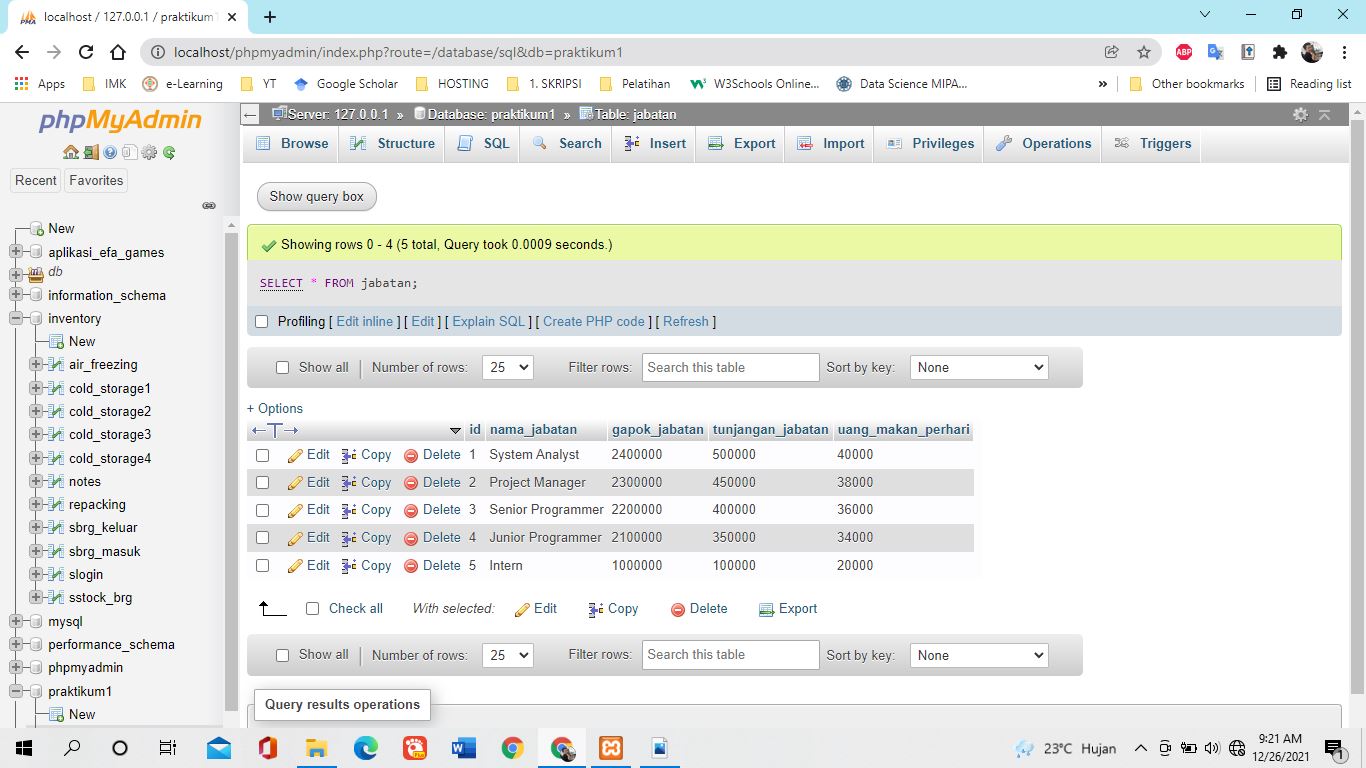 localhost / 127.0.0.1 / praktikum1
localhost/phpmyadmin/index.php?route=/database/sql&db=praktikum1
ABP
Apps IMK e-Learning YT Google Scholar HOSTING 1. SKRIPSI Pelatihan W3Schools Online... Data Science MIPA... » Other bookmarks Reading list
phpMyAdmin
Recent Favorites
New
aplikasi_efa_games
db
information_schema
inventory
New
air_freezing
cold_storage1
cold_storage2
cold_storage3
cold_storage4
notes
repacking
sbrg_keluar
sbrg_masuk
slogin
sstock_brg
mysql
performance_schema
phpmyadmin
praktikum1
New
Server: 127.0.0.1 » Database: praktikum1 » Table: jabatan
Browse Structure SQL Search Insert Export Import Privileges Operations Triggers
Show query box
Showing rows 0 - 4 (5 total, Query took 0.0009 seconds.)
SELECT * FROM jabatan;
Profiling [ Edit inline ] [ Edit ] [ Explain SQL ] [ Create PHP code ] [ Refresh ]
Show all Number of rows: 25 Filter rows: Search this table Sort by key: None
+ Options
id nama_jabatan gapok_jabatan tunjangan_jabatan uang_makan_perhari
Edit Copy Delete 1 System Analyst 2400000 500000 40000
Edit Copy Delete 2 Project Manager 2300000 450000 38000
Edit Copy Delete 3 Senior Programmer 2200000 400000 36000
Edit Copy Delete 4 Junior Programmer 2100000 350000 34000
Edit Copy Delete 5 Intern 1000000 100000 20000
Check all With selected: Edit Copy Delete Export
Show all Number of rows: 25 Filter rows: Search this table Sort by key: None
Query results operations
23°C Hujan
9:21 AM
12/26/2021
1